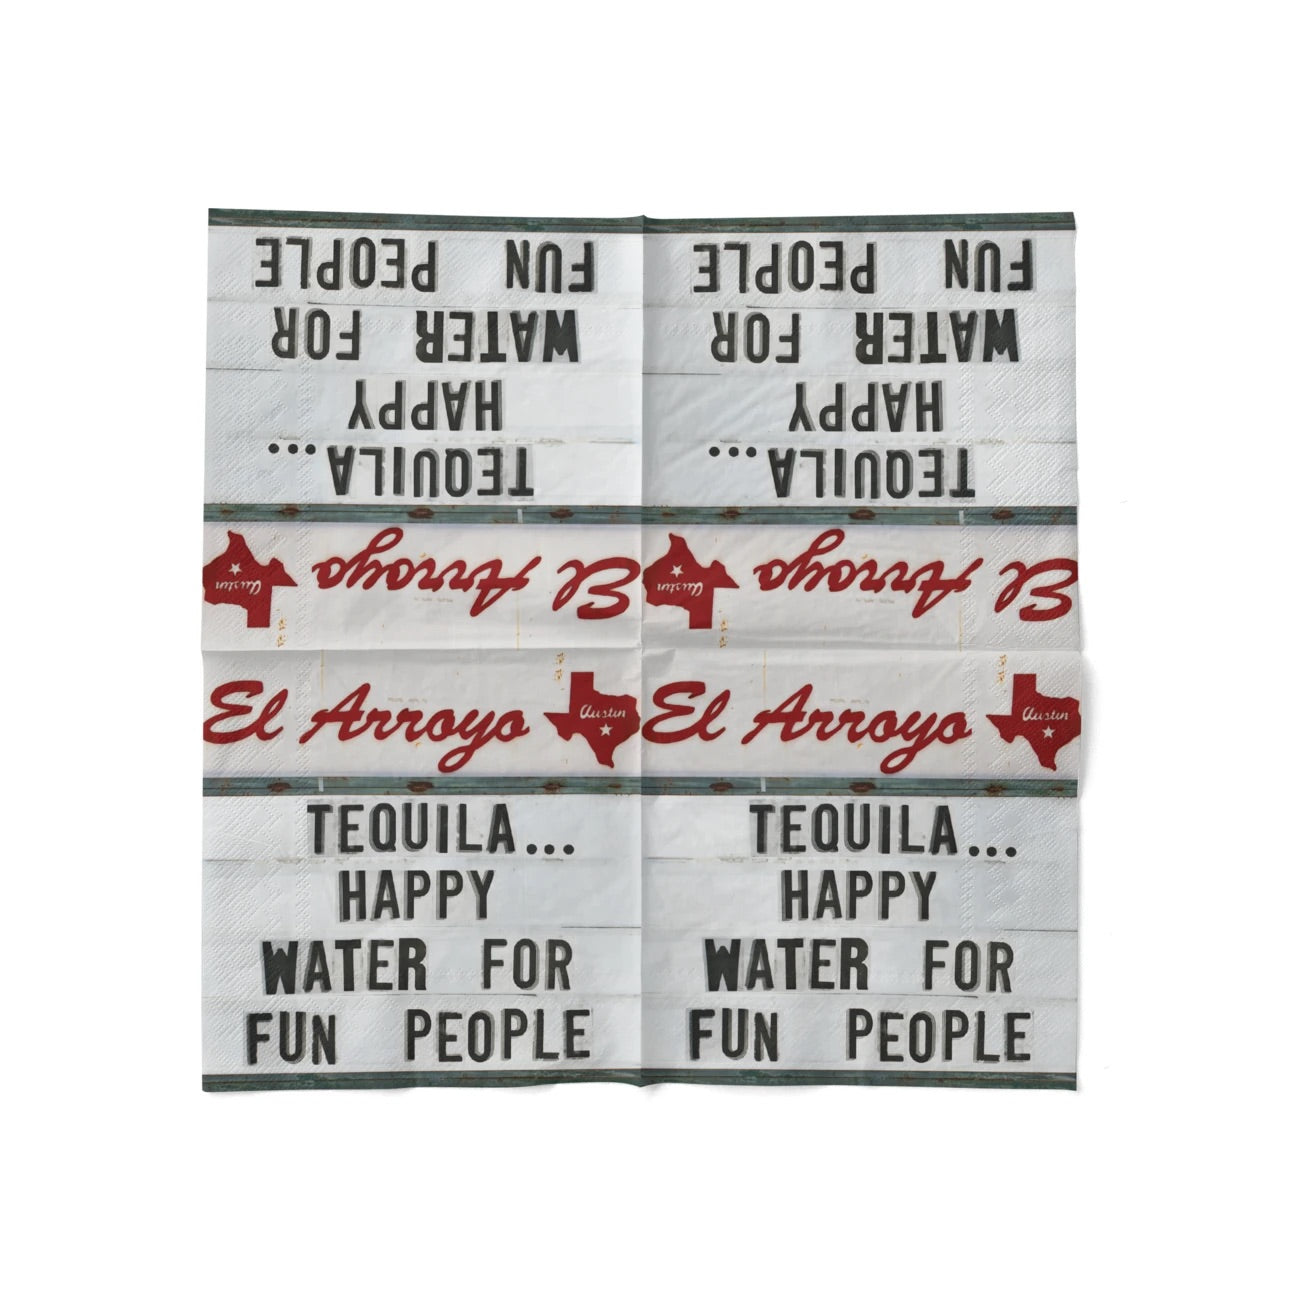 FUN PEOPLE FUN PEOPLE
WATER FOR WATER FOR
HAPPY HAPPY
TEQUILA... TEQUILA...
El Arroyo Austin El Arroyo Austin
El Arroyo Austin El Arroyo Austin
TEQUILA... TEQUILA...
HAPPY HAPPY
WATER FOR WATER FOR
FUN PEOPLE FUN PEOPLE